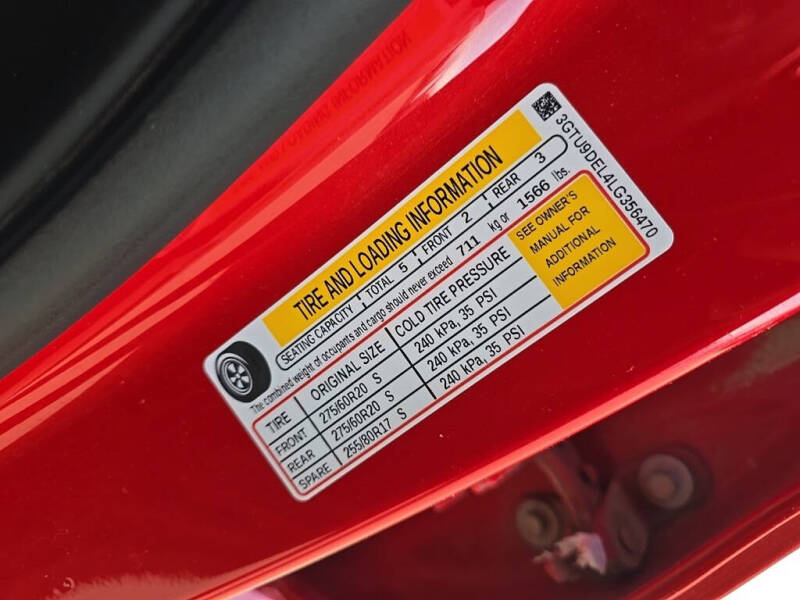 3GTU9DEL4LG356470
TIRE AND LOADING INFORMATION
SEATING CAPACITY TOTAL 5 FRONT 2 REAR 3
The combined weight of occupants and cargo should never exceed 711 kg or 1566 lbs.
TIRE ORIGINAL SIZE COLD TIRE PRESSURE
FRONT 275/60R20 S 240 kPa, 35 PSI
REAR 275/60R20 S 240 kPa, 35 PSI
SPARE 255/80R17 S 240 kPa, 35 PSI
SEE OWNER'S
MANUAL FOR
ADDITIONAL
INFORMATION